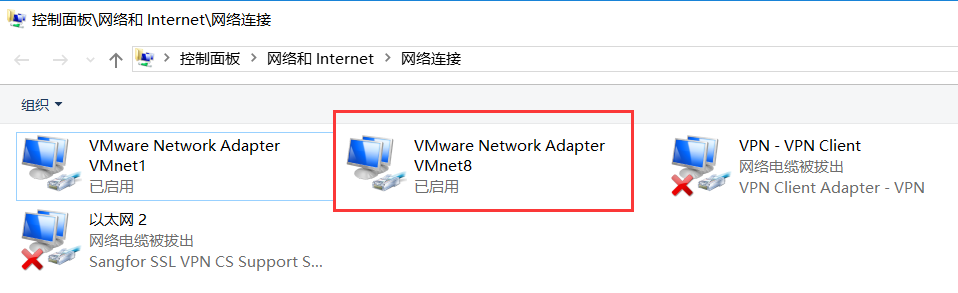 控制面板\网络和 Internet\网络连接
控制面板 > 网络和 Internet > 网络连接
组织
VMware Network Adapter
VMnet1
已启用
VMware Network Adapter
VMnet8
已启用
VPN - VPN Client
网络电缆被拔出
VPN Client Adapter - VPN
以太网 2
网络电缆被拔出
Sangfor SSL VPN CS Support S...